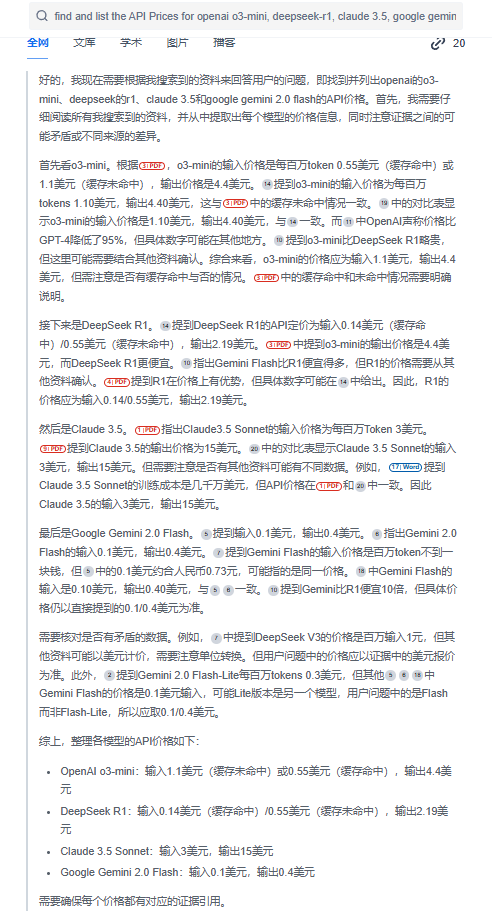 find and list the API Prices for openai o3-mini, deepseek-r1, claude 3.5, google gemin
全网 文库 学术 图片 播客 20
好的，我现在需要根据我搜索到的资料来回答用户的问题，即找到并列出openai的o3-
mini、deepseek的r1、claude 3.5和google gemini 2.0 flash的API价格。首先，我需要仔
细阅读所有我搜索到的资料，并从中提取出每个模型的价格信息，同时注意证据之间的可
能矛盾或不同来源的差异。
首先看o3-mini。根据 3 | PDF ，o3-mini的输入价格是每百万token 0.55美元（缓存命中）或
1.1美元（缓存未命中），输出价格是4.4美元。 14 提到o3-mini的输入价格为每百万
tokens 1.10美元，输出4.40美元，这与 3 | PDF 中的缓存未命中情况一致。 19 中的对比表显
示o3-mini的输入价格是1.10美元，输出4.40美元，与 14 一致。而 11 中OpenAI声称价格比
GPT-4降低了95%，但具体数字可能在其他地方。 10 提到o3-mini比DeepSeek R1略贵，
但这里可能需要结合其他资料确认。综合来看，o3-mini的价格应为输入1.1美元，输出4.4
美元，但需注意是否有缓存命中与否的情况。 3 | PDF 中的缓存命中和未命中情况需要明确
说明。
接下来是DeepSeek R1。 14 提到DeepSeek R1的API定价为输入0.14美元（缓存命
中）/0.55美元（缓存未命中），输出2.19美元。 3 | PDF 中提到o3-mini的输出价格是4.4美
元，而DeepSeek R1更便宜。 10 指出Gemini Flash比R1便宜得多，但R1的价格需要从其
他资料确认。 4 | PDF 提到R1在价格上有优势，但具体数字可能在 14 中给出。因此，R1的
价格应为输入0.14/0.55美元，输出2.19美元。
然后是Claude 3.5。 1 | PDF 指出Claude3.5 Sonnet的输入价格为每百万Token 3美元。
9 | PDF 提到Claude 3.5的输出价格为15美元。 20 中的对比表显示Claude 3.5 Sonnet的输入
3美元，输出15美元。但需要注意是否有其他资料可能有不同数据。例如， 17 | Word 提到
Claude 3.5 Sonnet的训练成本是几千万美元，但API价格在 1 | PDF 和 20 中一致。因此
Claude 3.5的输入3美元，输出15美元。
最后是Google Gemini 2.0 Flash。 5 提到输入0.1美元，输出0.4美元。 6 指出Gemini 2.0
Flash的输入0.1美元，输出0.4美元。 7 提到Gemini Flash的输入价格是百万token不到一
块钱，但 5 中的0.1美元约合人民币0.73元，可能指的是同一价格。 18 中Gemini Flash的
输入是0.10美元，输出0.40美元，与 5 6 一致。 10 提到Gemini比R1便宜10倍，但具体价
格仍以直接提到的0.1/0.4美元为准。
需要核对是否有矛盾的数据。例如， 7 中提到DeepSeek V3的价格是百万输入1元，但其
他资料可能以美元计价，需要注意单位转换。但用户问题中的价格应以证据中的美元报价
为准。此外， 2 提到Gemini 2.0 Flash-Lite每百万tokens 0.3美元，但其他 5 6 18 中
Gemini Flash的价格是0.1美元输入，可能Lite版本是另一个模型，用户问题中的是Flash
而非Flash-Lite，所以应取0.1/0.4美元。
综上，整理各模型的API价格如下：
• OpenAI o3-mini：输入1.1美元（缓存未命中）或0.55美元（缓存命中），输出4.4美
元
• DeepSeek R1：输入0.14美元（缓存命中）/0.55美元（缓存未命中），输出2.19美
元
• Claude 3.5 Sonnet：输入3美元，输出15美元
• Google Gemini 2.0 Flash：输入0.1美元，输出0.4美元
需要确保每个价格都有对应的证据引用。